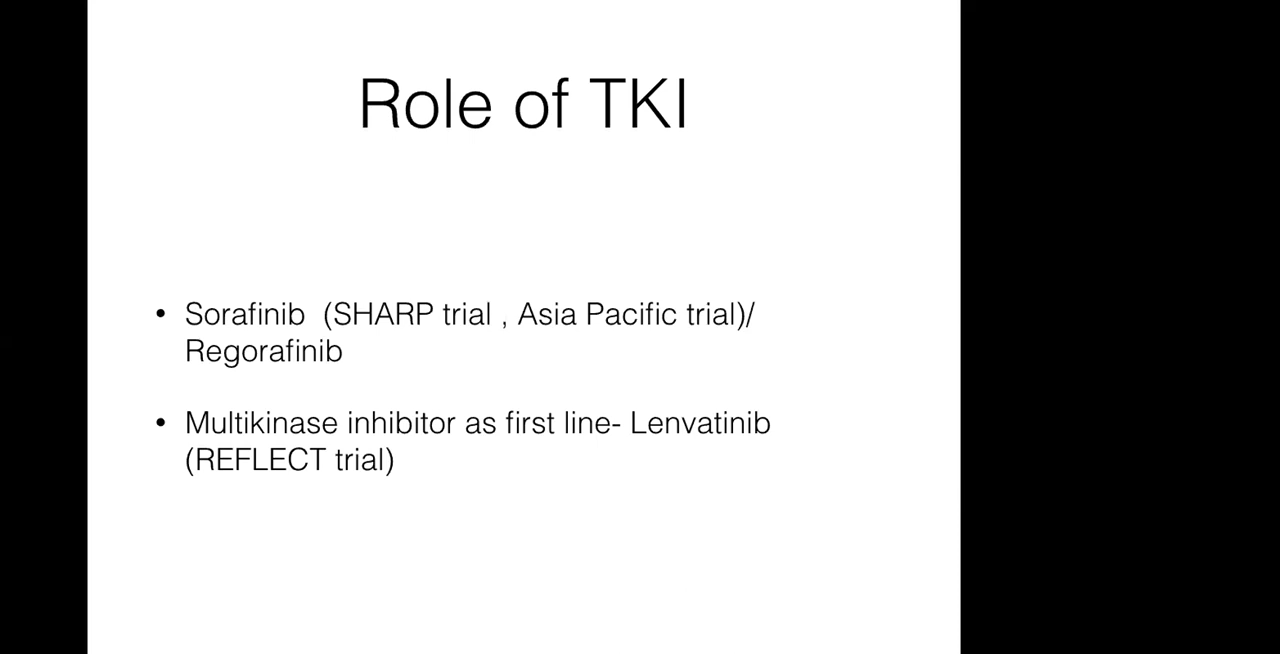 Role of TKI
• Sorafinib (SHARP trial , Asia Pacific trial)/
Regorafinib
• Multikinase inhibitor as first line- Lenvatinib
(REFLECT trial)